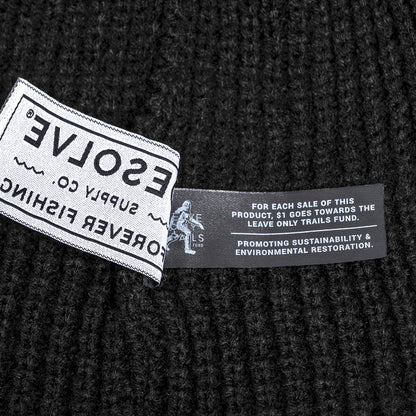 ESOLVE®
SUPPLY CO.
FOREVER FISHING
FOR EACH SALE OF THIS
PRODUCT, $1 GOES TOWARDS THE
LEAVE ONLY TRAILS FUND.
PROMOTING SUSTAINABILITY &
ENVIRONMENTAL RESTORATION.